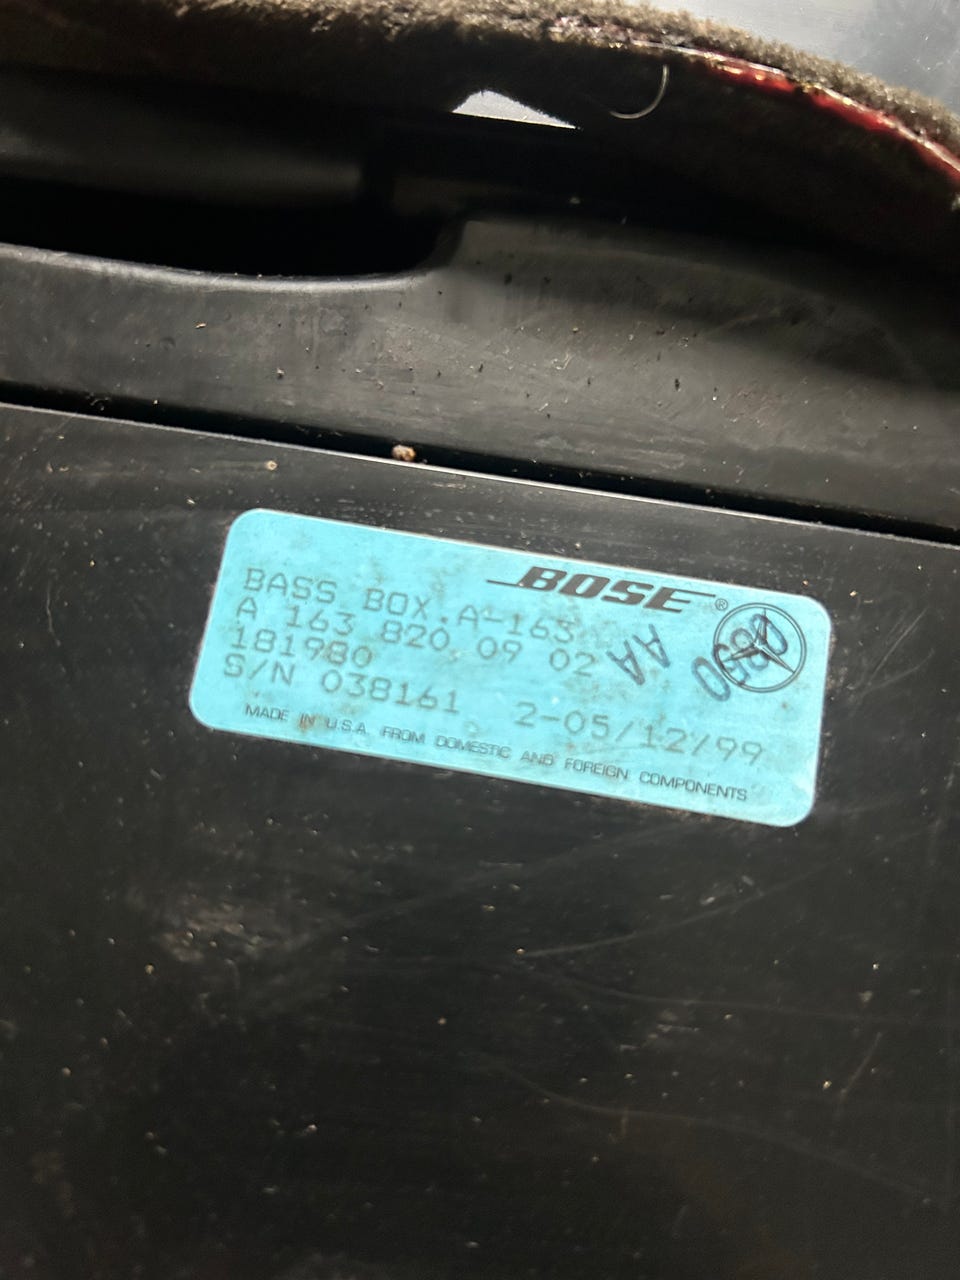 BOSE®
BASS BOX.A-163
A 163 820 09 02
AA
181980
S/N 038161 2-05/12/99
MADE IN U.S.A. FROM DOMESTIC AND FOREIGN COMPONENTS